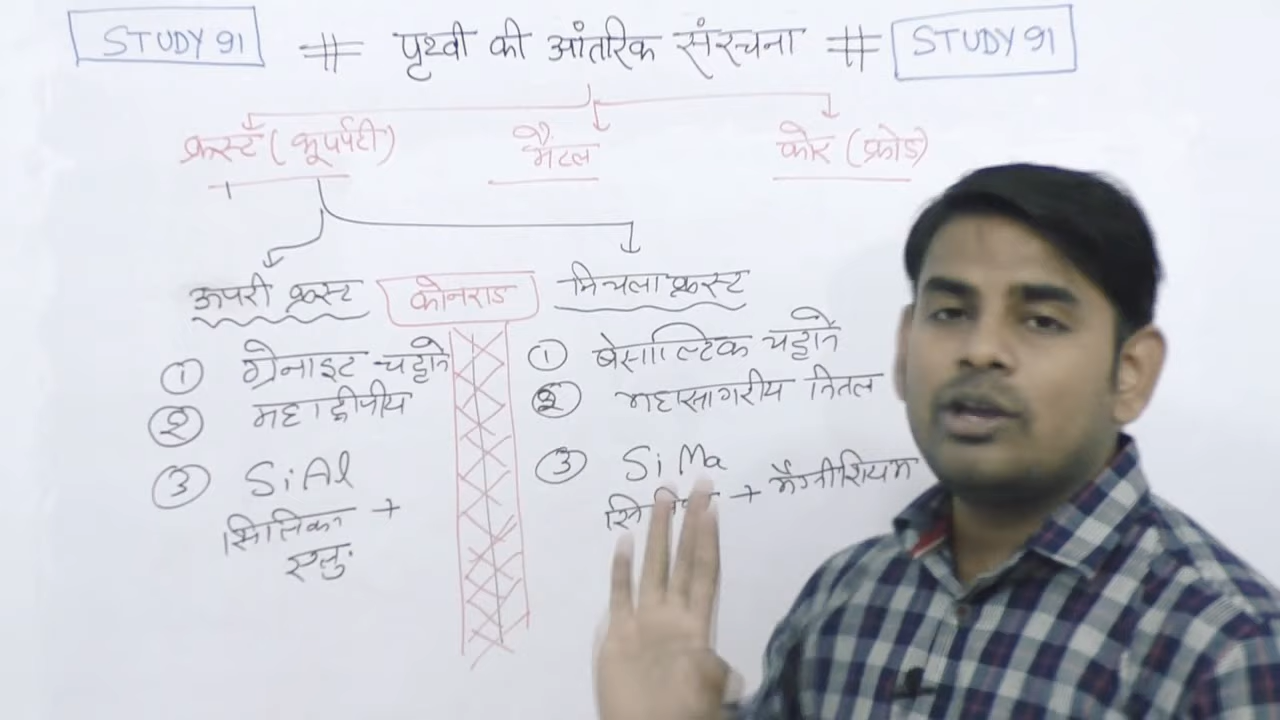 STUDY 91 # पृथ्वी की आंतरिक संरचना # STUDY 91
क्रस्ट (भूपर्पटी) मैंटल कोर (क्रोड)
ऊपरी क्रस्ट कोनराड निचला क्रस्ट
① ग्रेनाइट चट्टाने ① बेसाल्टिक चट्टाने
② महाद्वीपीय ② महासागरीय नितल
③ SiAl ③ SiMa
सिलिका + + मैग्नीशियम
एलु.